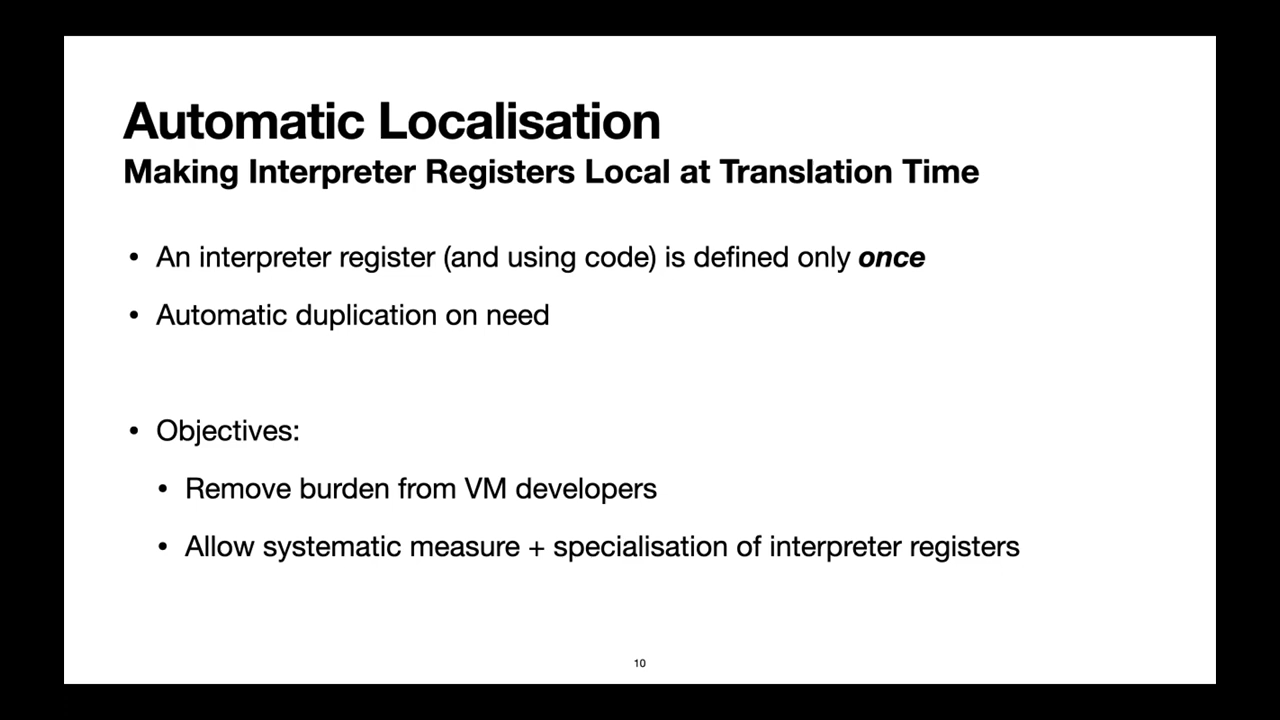 Automatic Localisation
Making Interpreter Registers Local at Translation Time
• An interpreter register (and using code) is defined only once
• Automatic duplication on need
• Objectives:
• Remove burden from VM developers
• Allow systematic measure + specialisation of interpreter registers
10